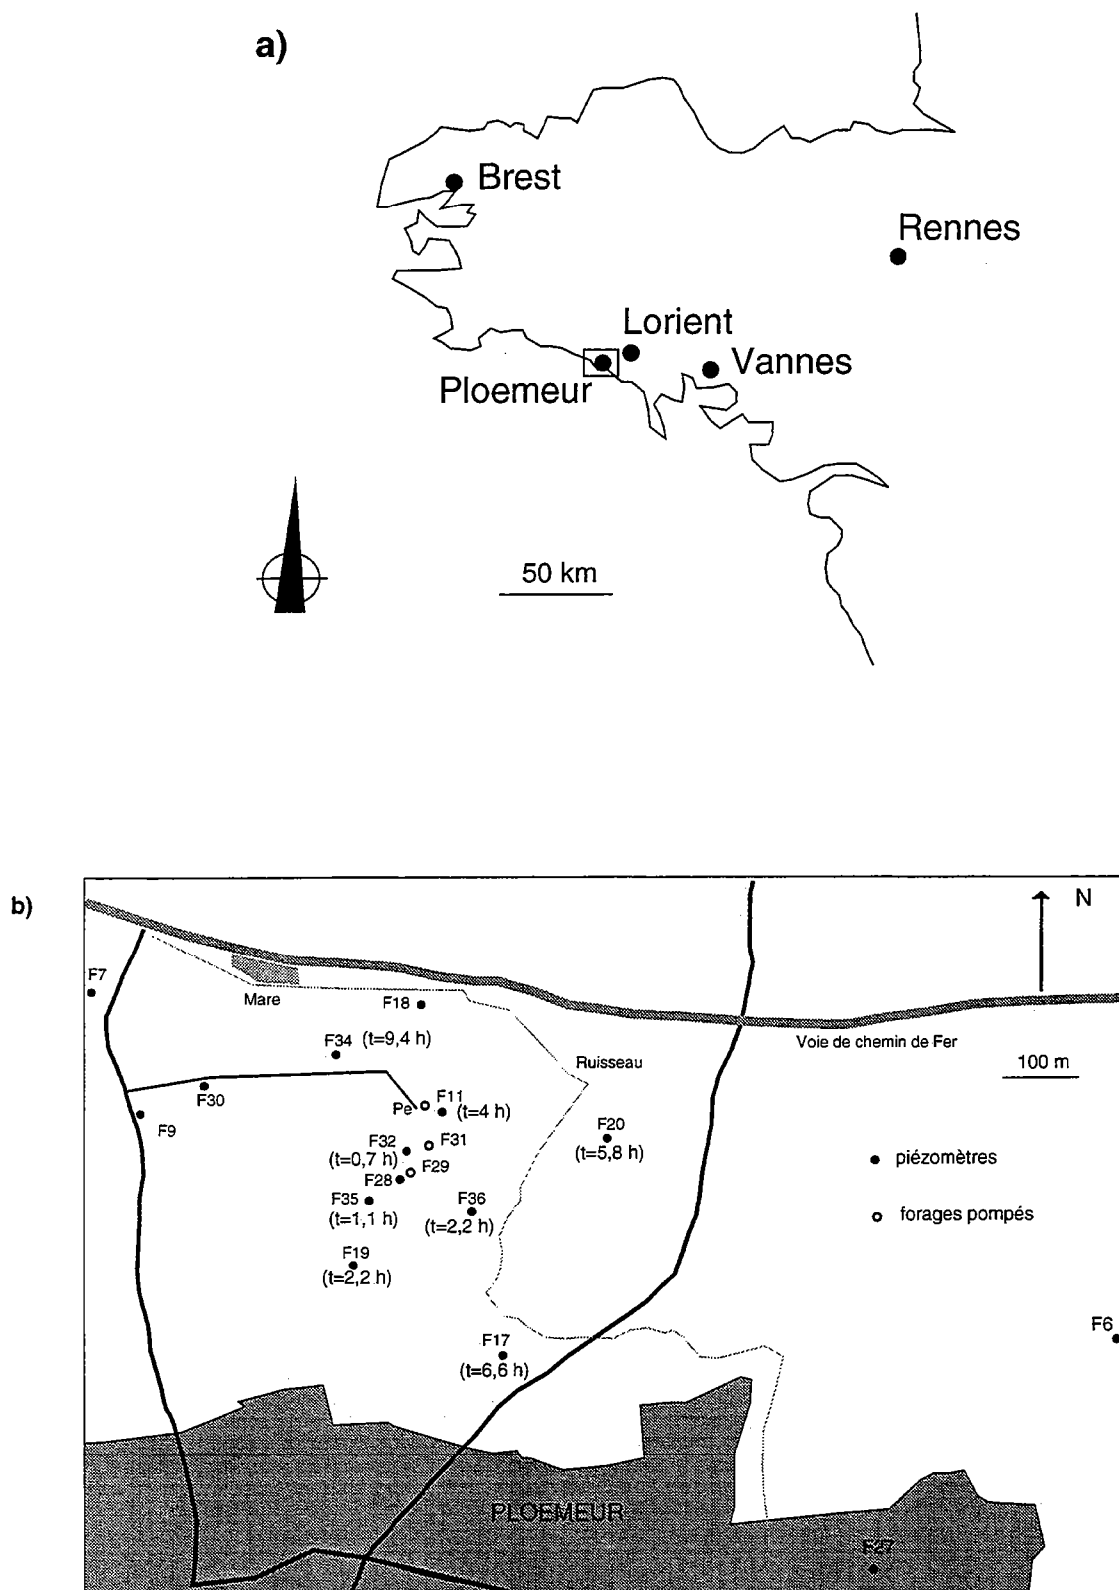 a)
Brest
Rennes
Lorient
Vannes
Ploemeur
50 km
b)
N
F7
Mare
F18
F34 (t=9,4 h)
Ruisseau
Voie de chemin de Fer
100 m
F30
Pe
F11
(t=4 h)
F9
F20
(t=5,8 h)
F32
F31
(t=0,7 h)
F29
F28
piézomètres
F35
(t=1,1 h)
F36
(t=2,2 h)
forages pompés
F19
(t=2,2 h)
F6
F17
(t=6,6 h)
PLOEMEUR
F27